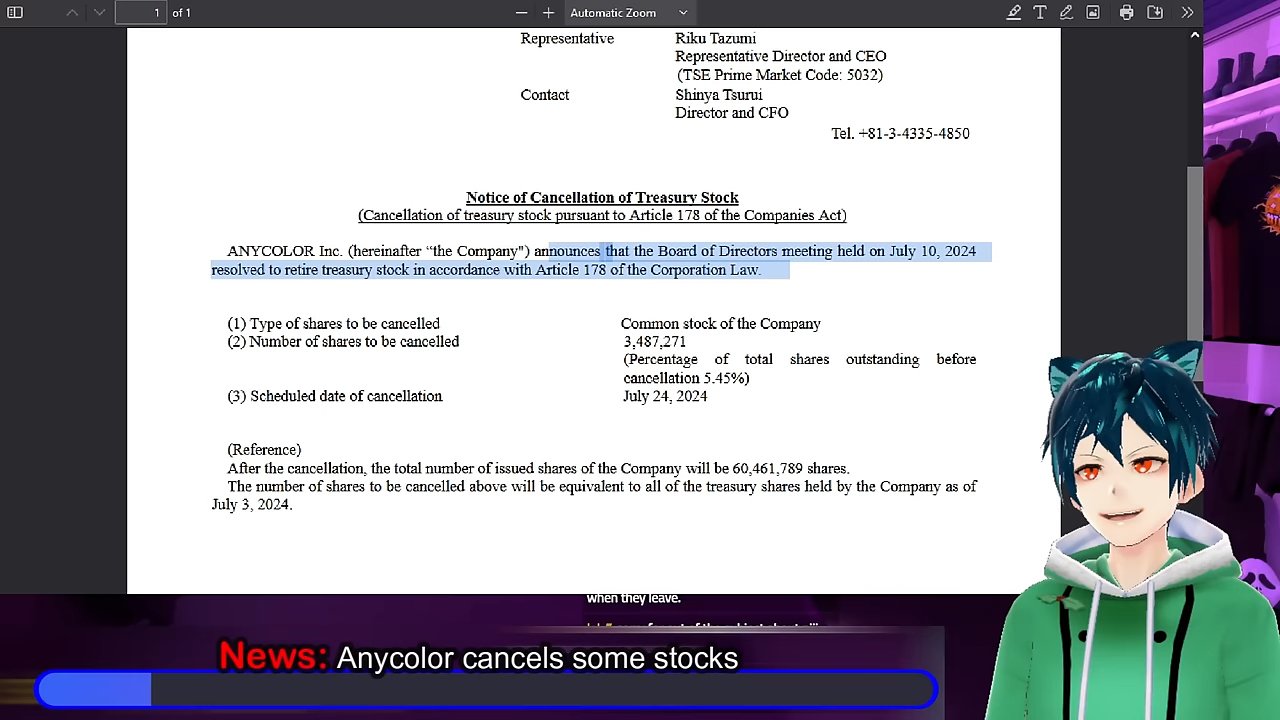 1 of 1
Automatic Zoom
Representative Riku Tazumi
Representative Director and CEO
(TSE Prime Market Code: 5032)
Contact Shinya Tsurui
Director and CFO
Tel. +81-3-4335-4850
Notice of Cancellation of Treasury Stock
(Cancellation of treasury stock pursuant to Article 178 of the Companies Act)
ANYCOLOR Inc. (hereinafter “the Company") announces that the Board of Directors meeting held on July 10, 2024
resolved to retire treasury stock in accordance with Article 178 of the Corporation Law.
(1) Type of shares to be cancelled Common stock of the Company
(2) Number of shares to be cancelled 3,487,271
(Percentage of total shares outstanding before
cancellation 5.45%)
(3) Scheduled date of cancellation July 24, 2024
(Reference)
After the cancellation, the total number of issued shares of the Company will be 60,461,789 shares.
The number of shares to be cancelled above will be equivalent to all of the treasury shares held by the Company as of
July 3, 2024.
when they leave.
News: Anycolor cancels some stocks